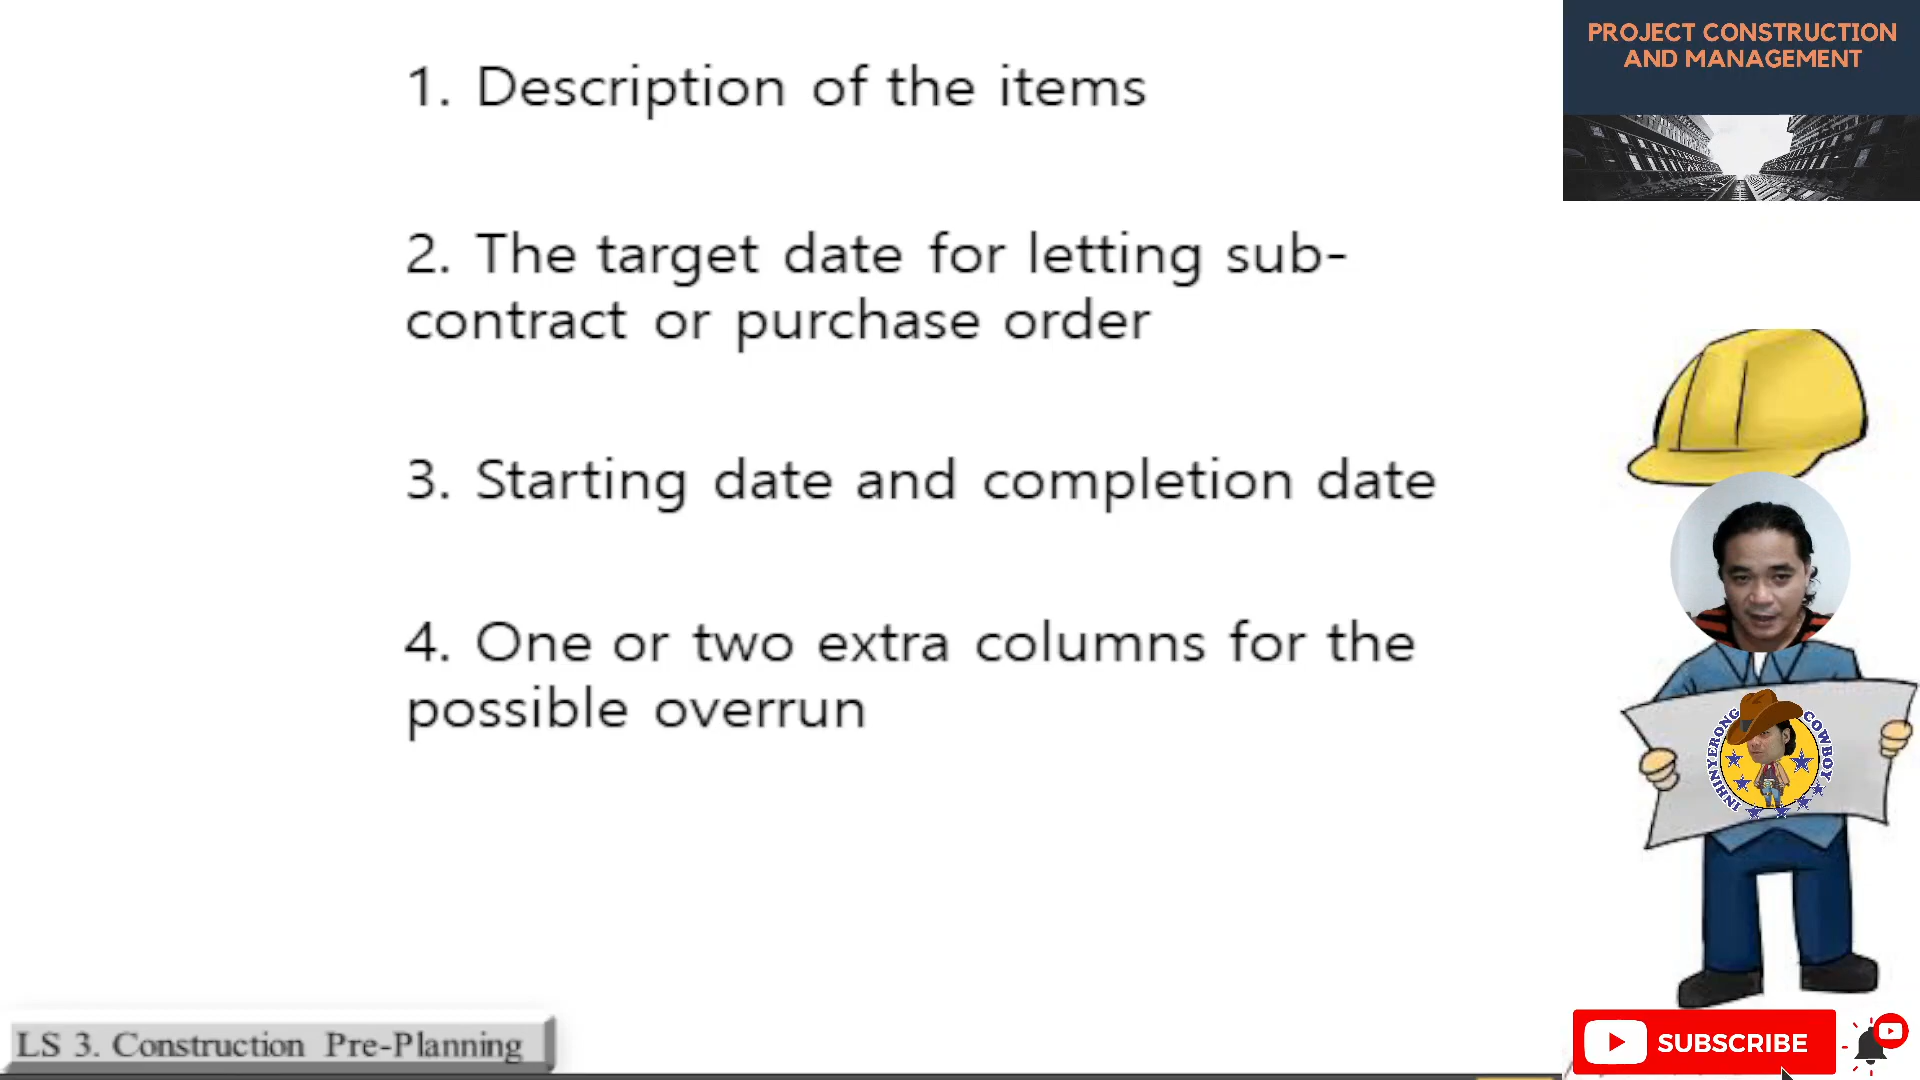 PROJECT CONSTRUCTION
AND MANAGEMENT
1. Description of the items
2. The target date for letting sub-
contract or purchase order
3. Starting date and completion date
4. One or two extra columns for the
possible overrun
INHINYERONG COWBOY
LS 3. Construction Pre-Planning
SUBSCRIBE